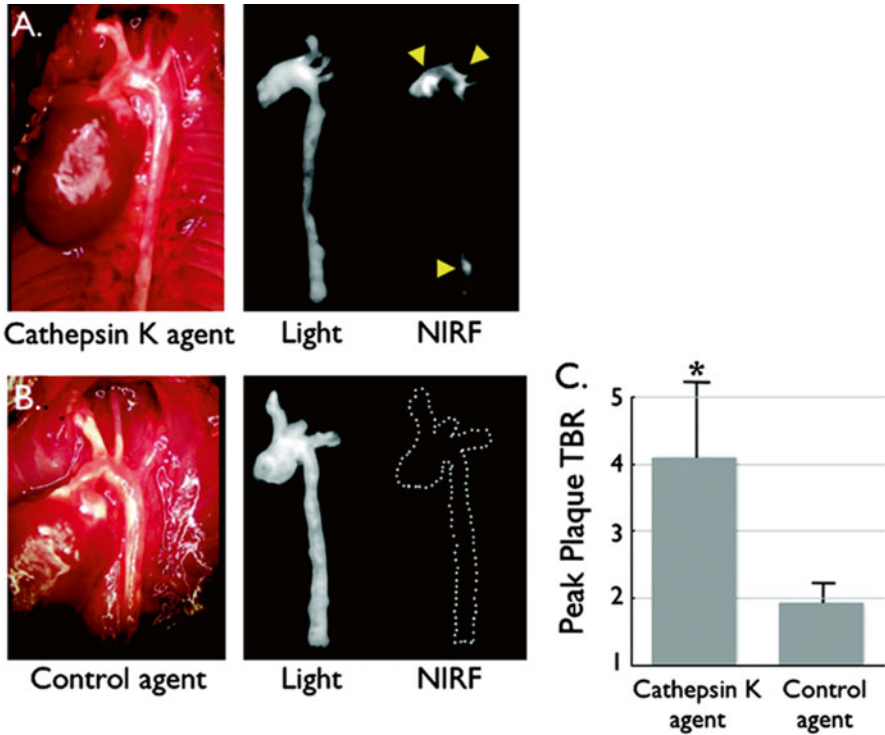 A.
Cathepsin K agent
Light
NIRF
B.
Control agent
Light
NIRF
C.
Peak Plaque TBR
5
4
3
2
1
*
Cathepsin K
agent
Control
agent